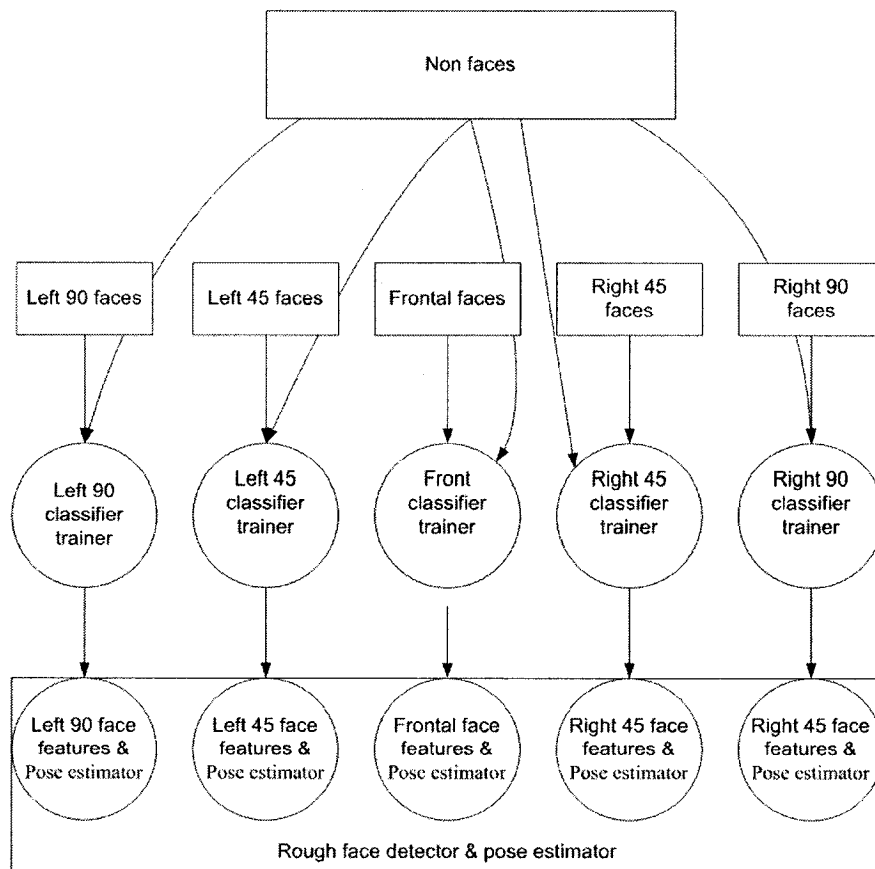 Non faces
Left 90 faces
Left 45 faces
Frontal faces
Right 45
faces
Right 90
faces
Left 90
classifier
trainer
Left 45
classifier
trainer
Front
classifier
trainer
Right 45
classifier
trainer
Right 90
classifier
trainer
Left 90 face
features &
Pose estimator
Left 45 face
features &
Pose estimator
Frontal face
features &
Pose estimator
Right 45 face
features &
Pose estimator
Right 45 face
features &
Pose estimator
Rough face detector & pose estimator